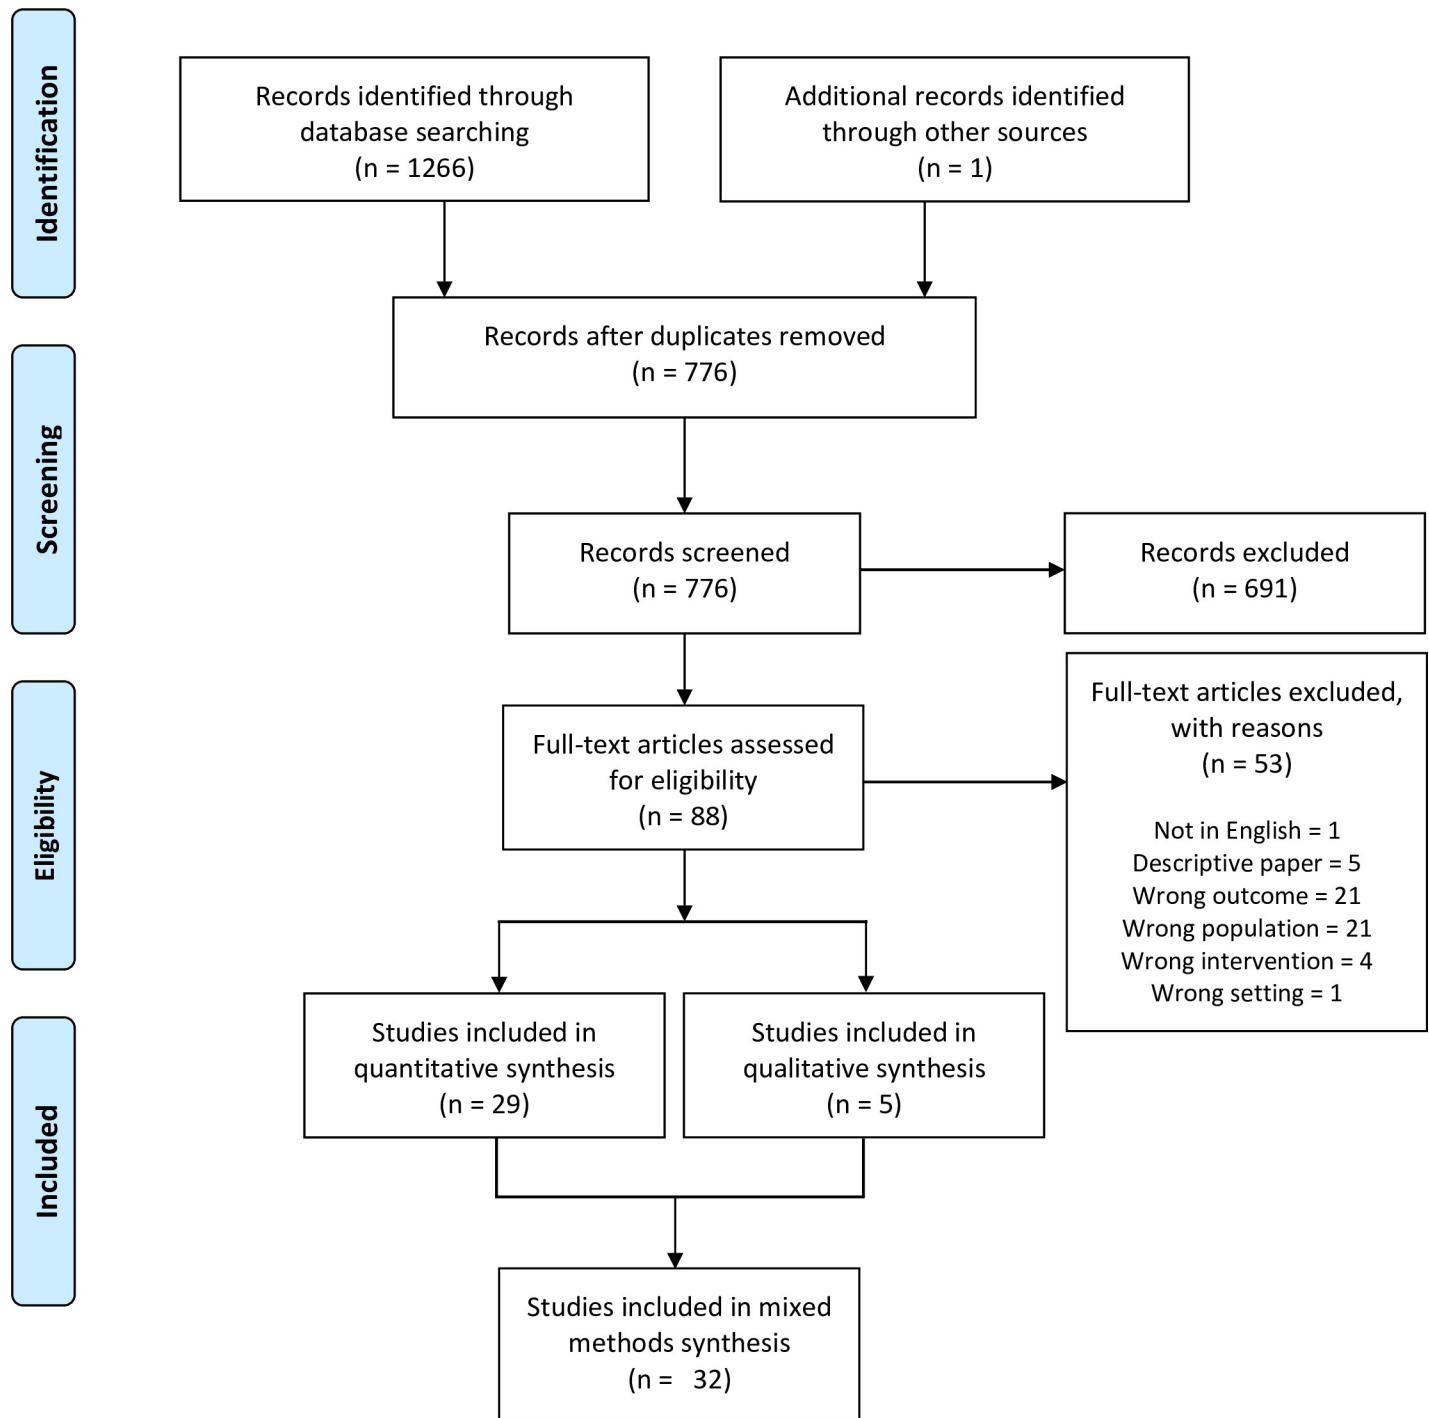 Identification
Records identified through
database searching
(n = 1266)
Additional records identified
through other sources
(n = 1)
Records after duplicates removed
(n = 776)
Screening
Records screened
(n = 776)
Records excluded
(n = 691)
Eligibility
Full-text articles assessed
for eligibility
(n = 88)
Full-text articles excluded,
with reasons
(n = 53)
Not in English = 1
Descriptive paper = 5
Wrong outcome = 21
Wrong population = 21
Wrong intervention = 4
Wrong setting = 1
Included
Studies included in
quantitative synthesis
(n = 29)
Studies included in
qualitative synthesis
(n = 5)
Studies included in mixed
methods synthesis
(n =   32)